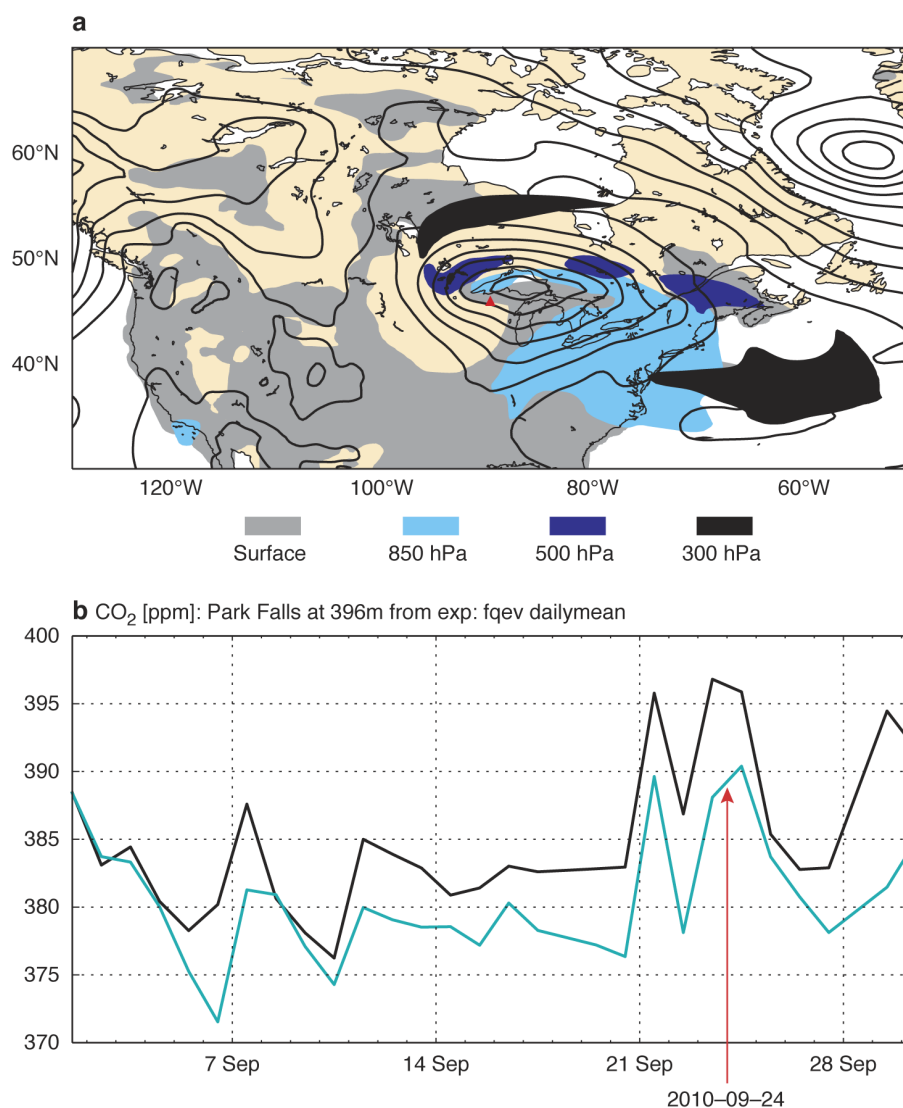 a
60°N
50°N
40°N
120°W 100°W 80°W 60°W
Surface 850 hPa 500 hPa 300 hPa
b CO₂ [ppm]: Park Falls at 396m from exp: fqev dailymean
400
395
390
385
380
375
370
7 Sep 14 Sep 21 Sep 28 Sep
2010–09–24